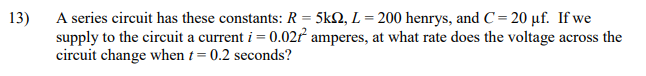 13) A series circuit has these constants: R = 5kΩ, L = 200 henrys, and C = 20 μf. If we
supply to the circuit a current i = 0.02t² amperes, at what rate does the voltage across the
circuit change when t = 0.2 seconds?